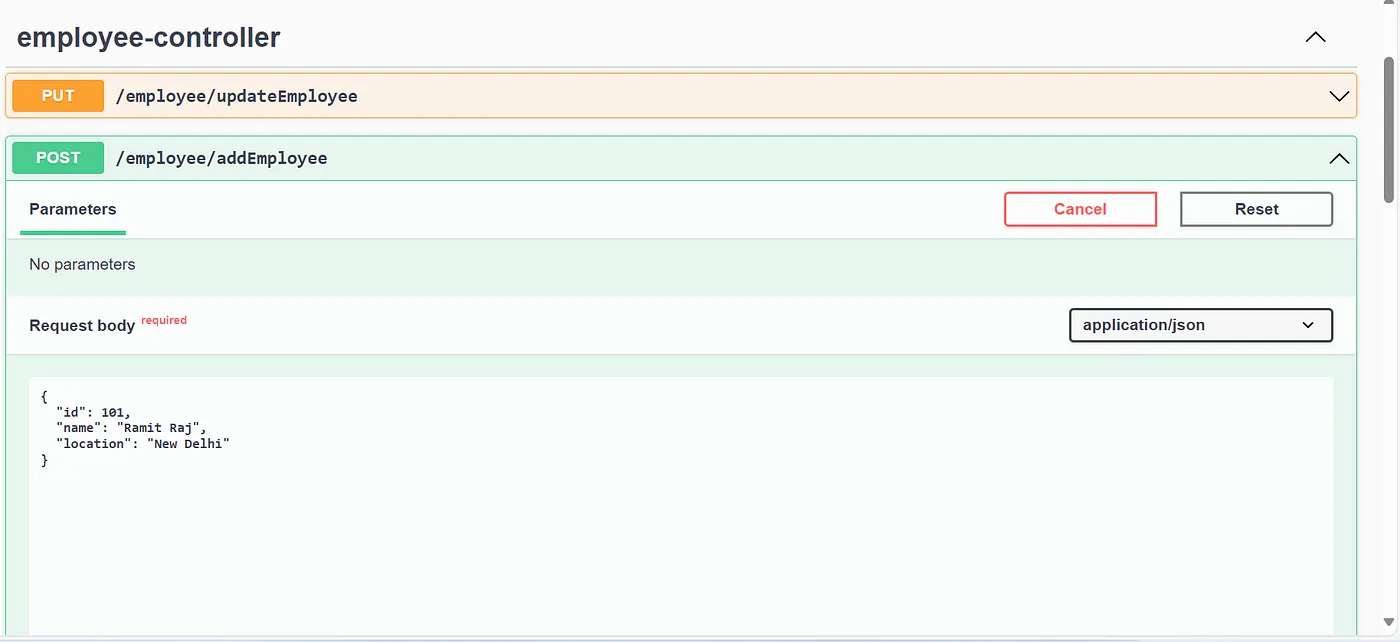 employee-controller
PUT /employee/updateEmployee
POST /employee/addEmployee
Parameters Cancel Reset
No parameters
Request body required application/json
{
  "id": 101,
  "name": "Ramit Raj",
  "location": "New Delhi"
}